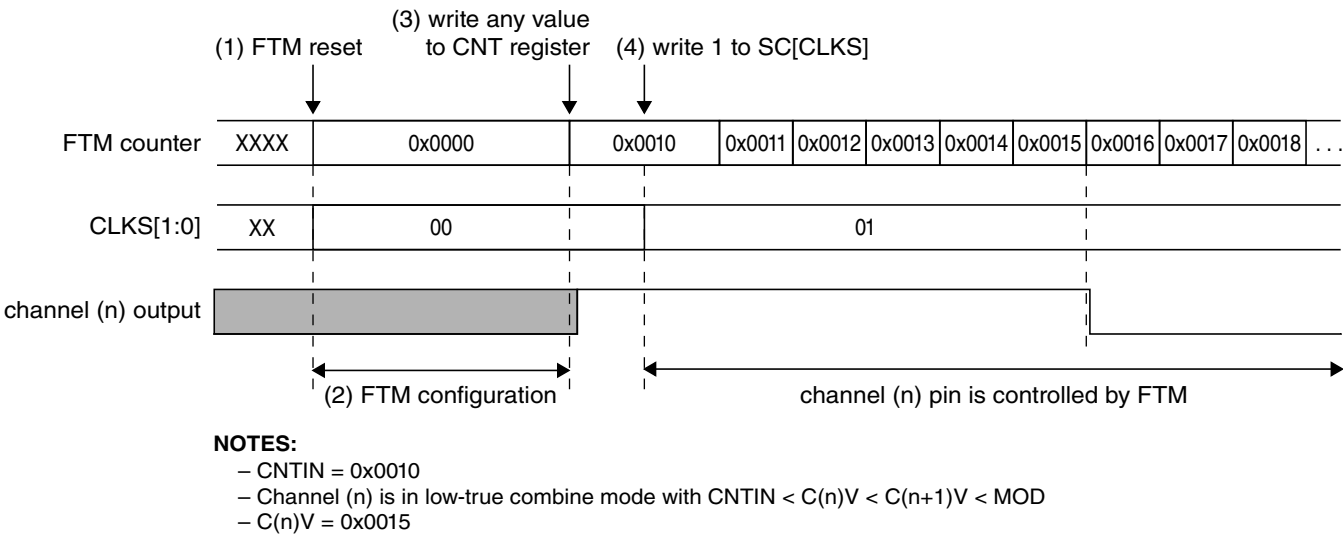 (3) write any value
(1) FTM reset to CNT register (4) write 1 to SC[CLKS]
FTM counter XXXX 0x0000 0x0010 0x0011 0x0012 0x0013 0x0014 0x0015 0x0016 0x0017 0x0018 . . .
CLKS[1:0] XX 00 01
channel (n) output
(2) FTM configuration channel (n) pin is controlled by FTM
NOTES:
– CNTIN = 0x0010
– Channel (n) is in low-true combine mode with CNTIN < C(n)V < C(n+1)V < MOD
– C(n)V = 0x0015